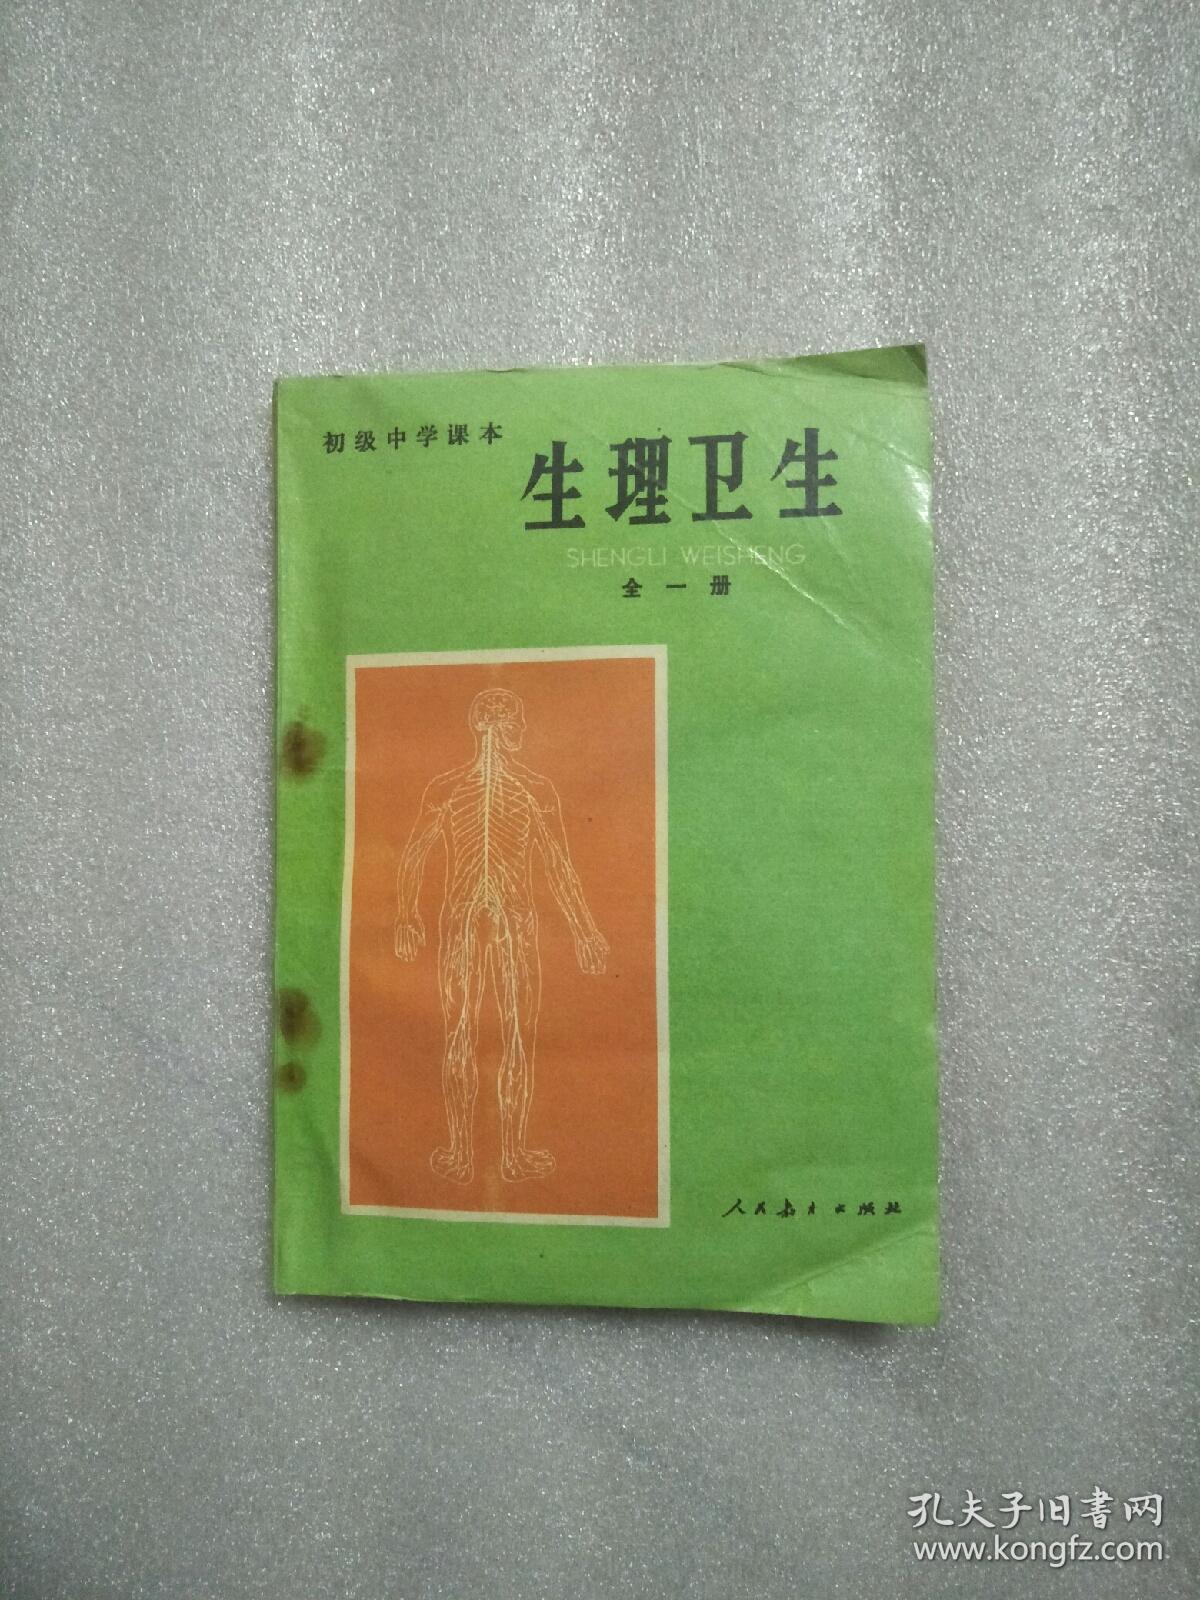 初级中学课本
生理卫生
SHENGLI WEISHENG
全一册
人民教育出版社
孔夫子旧書网
www.kongfz.com